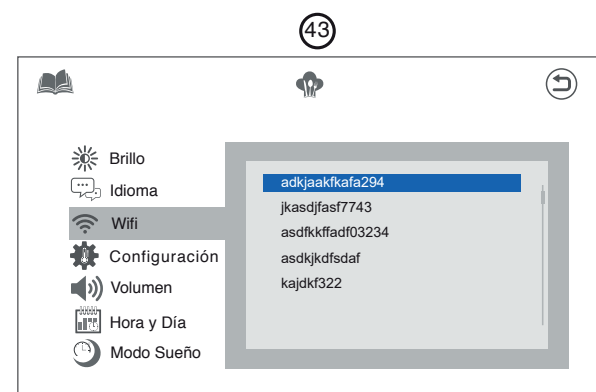 43
Brillo
Idioma
Wifi
Configuración
Volumen
Hora y Día
Modo Sueño
adkjaakfkafa294
jkasdjfasf7743
asdfkkffadf03234
asdkjkdfsdaf
kajdkf322